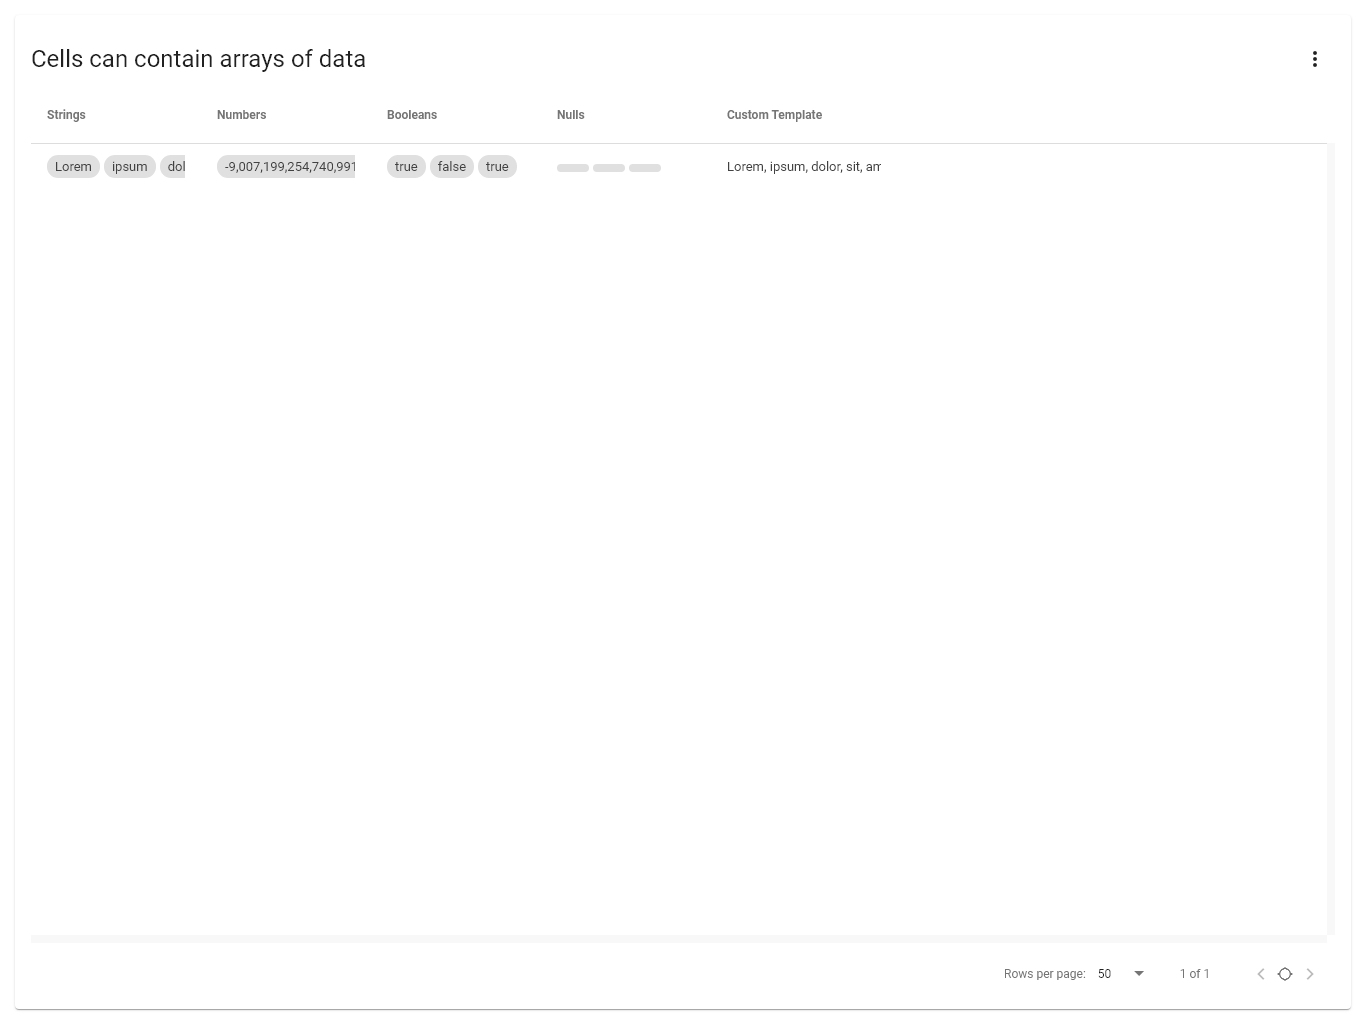 Cells can contain arrays of data
Strings Numbers Booleans Nulls Custom Template
Lorem ipsum dol -9,007,199,254,740,991 true false true Lorem, ipsum, dolor, sit, am
Rows per page: 50 1 of 1